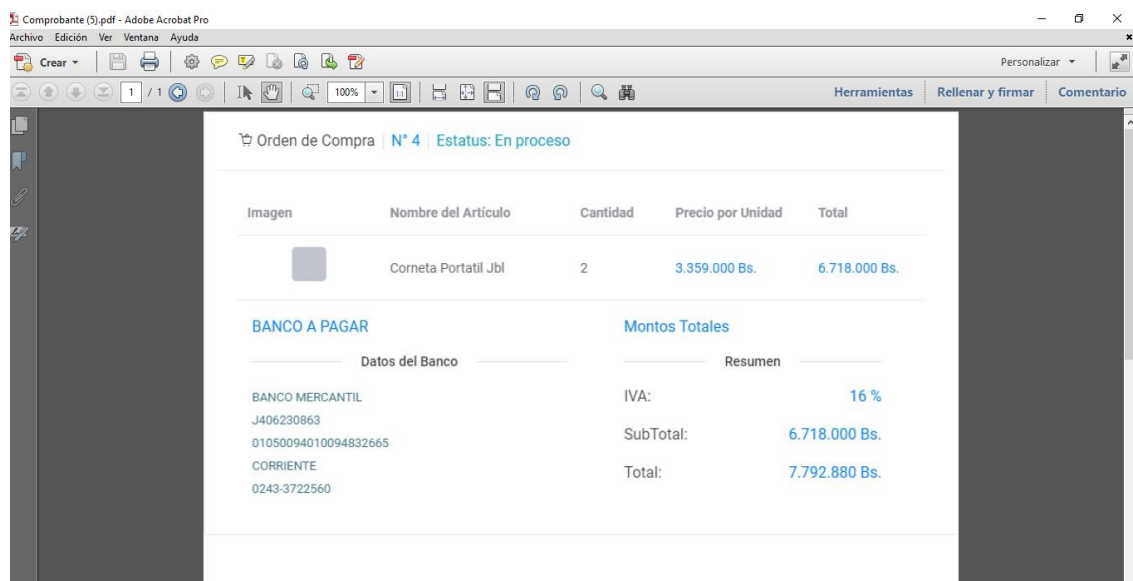 Comprobante (5).pdf - Adobe Acrobat Pro
Archivo Edición Ver Ventana Ayuda
Crear
Personalizar
1 / 1 100% Herramientas Rellenar y firmar Comentario
Orden de Compra N° 4 Estatus: En proceso
Imagen Nombre del Artículo Cantidad Precio por Unidad Total
Corneta Portatil Jbl 2 3.359.000 Bs. 6.718.000 Bs.
BANCO A PAGAR
Datos del Banco
BANCO MERCANTIL
J406230863
01050094010094832665
CORRIENTE
0243-3722560
Montos Totales
Resumen
IVA: 16 %
SubTotal: 6.718.000 Bs.
Total: 7.792.880 Bs.